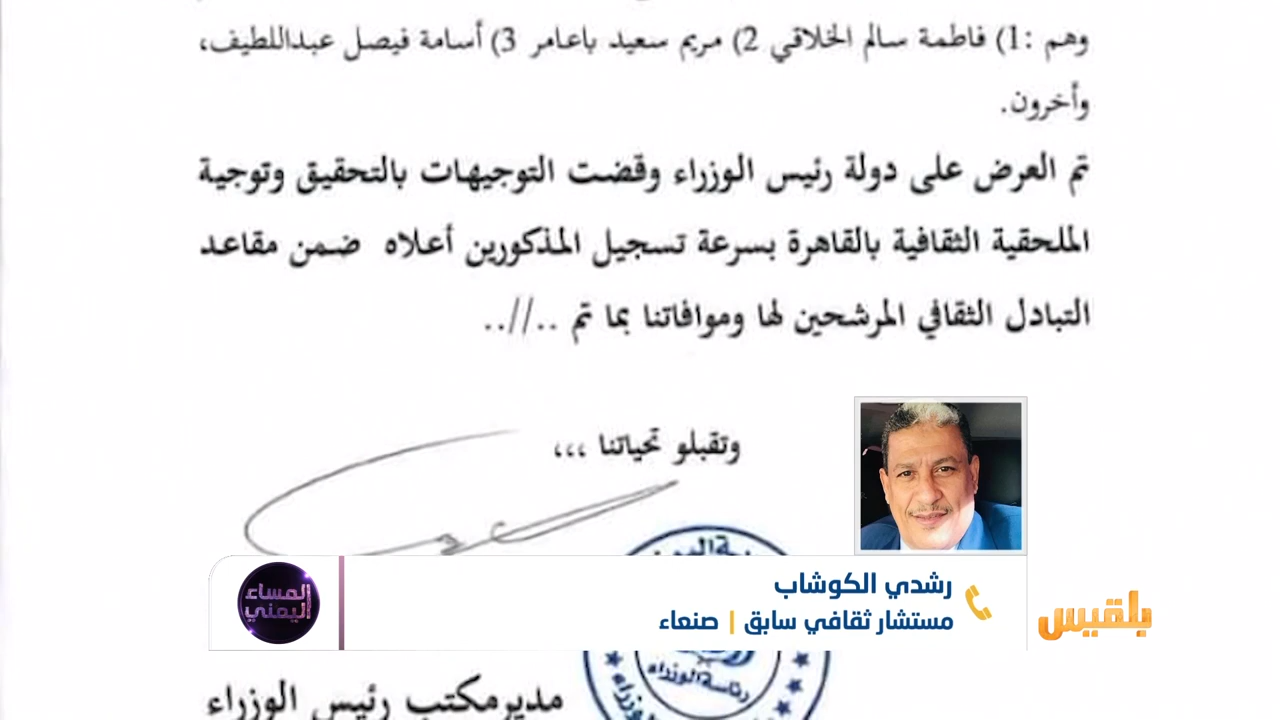 وهم :1) فاطمة سالم الخلاقي 2) مريم سعيد باعامر 3) أسامة فيصل عبداللطيف،
وأخرون.
تم العرض على دولة رئيس الوزراء وقضت التوجيهات بالتحقيق وتوجية
الملحقية الثقافية بالقاهرة بسرعة تسجيل المذكورين أعلاه ضمن مقاعد
التبادل الثقافي المرشحين لها وموافاتنا بما تم ..//..
وتقبلو تحياتنا ،،،
رشدي الكوشاب
مستشار ثقافي سابق | صنعاء
المساء
اليمني
بلقيس
رئاسة الوزراء
مدير مكتب رئيس الوزراء